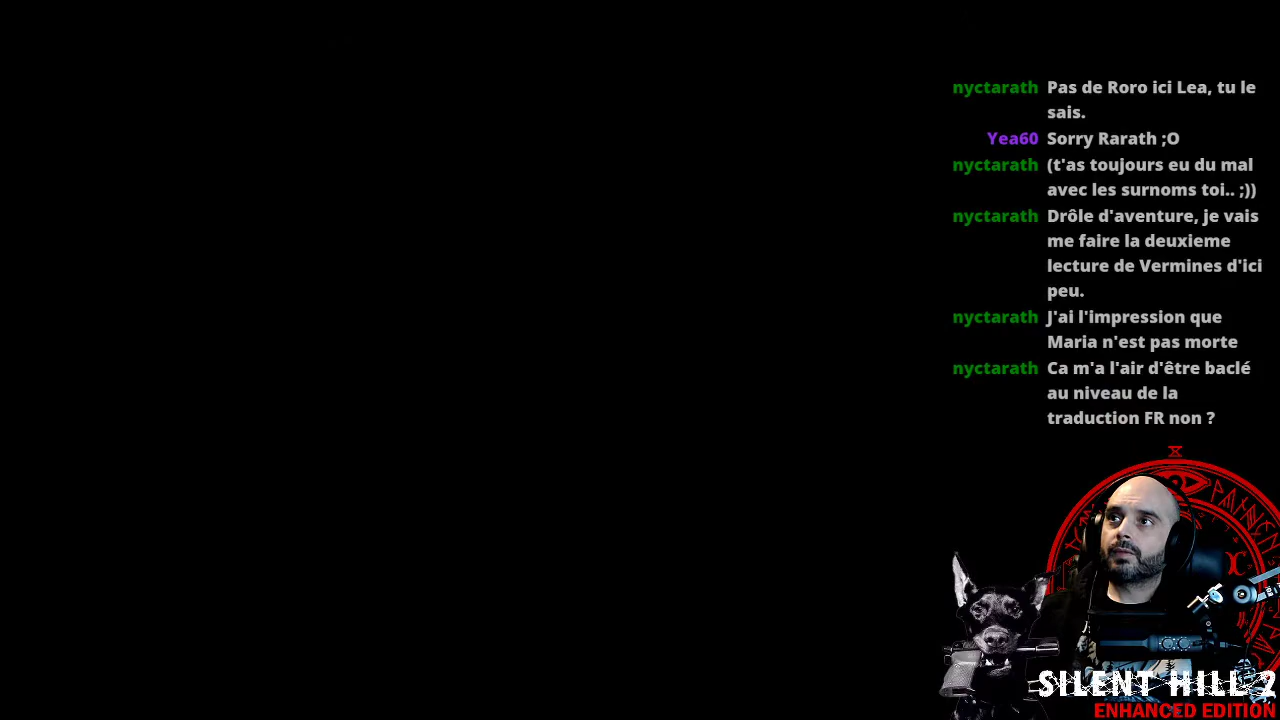 nyctarath Pas de Roro ici Lea, tu le
sais.
Yea60 Sorry Rarath ;O
nyctarath (t'as toujours eu du mal
avec les surnoms toi.. ;))
nyctarath Drôle d'aventure, je vais
me faire la deuxieme
lecture de Vermines d'ici
peu.
nyctarath J'ai l'impression que
Maria n'est pas morte
nyctarath Ca m'a l'air d'être baclé
au niveau de la
traduction FR non ?
SILENT HILL 2
ENHANCED EDITION